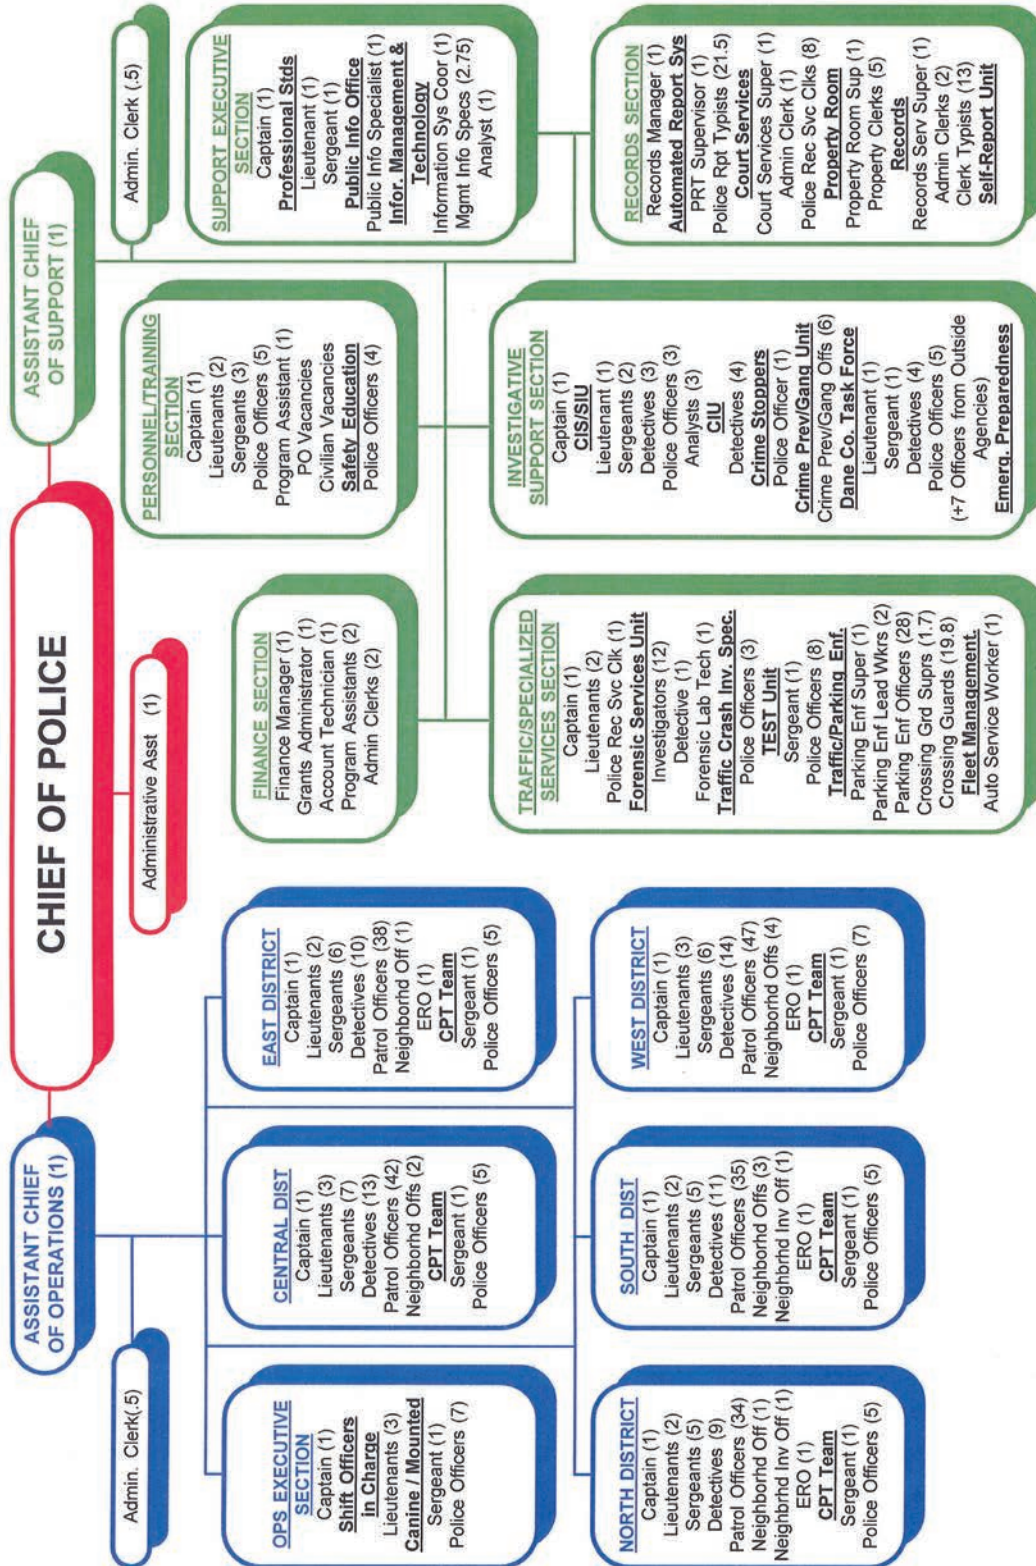 CHIEF OF POLICE
Administrative Asst (1)
ASSISTANT CHIEF
OF OPERATIONS (1)
Admin. Clerk(.5)
OPS EXECUTIVE
SECTION
Captain (1)
Shift Officers
in Charge
Lieutenants (3)
Canine / Mounted
Sergeant (1)
Police Officers (7)
CENTRAL DIST
Captain (1)
Lieutenants (3)
Sergeants (7)
Detectives (13)
Patrol Officers (42)
Neighborhd Offs (2)
CPT Team
Sergeant (1)
Police Officers (5)
EAST DISTRICT
Captain (1)
Lieutenants (2)
Sergeants (6)
Detectives (10)
Patrol Officers (38)
Neighborhd Off (1)
ERO (1)
CPT Team
Sergeant (1)
Police Officers (5)
NORTH DISTRICT
Captain (1)
Lieutenants (2)
Sergeants (5)
Detectives (9)
Patrol Officers (34)
Neighborhd Off (1)
Neighbrhd Inv Off (1)
ERO (1)
CPT Team
Sergeant (1)
Police Officers (5)
SOUTH DIST
Captain (1)
Lieutenants (2)
Sergeants (5)
Detectives (11)
Patrol Officers (35)
Neighborhd Offs (3)
Neighbrhd Inv Off (1)
ERO (1)
CPT Team
Sergeant (1)
Police Officers (5)
WEST DISTRICT
Captain (1)
Lieutenants (3)
Sergeants (6)
Detectives (14)
Patrol Officers (47)
Neighborhd Offs (4)
ERO (1)
CPT Team
Sergeant (1)
Police Officers (7)
ASSISTANT CHIEF
OF SUPPORT (1)
Admin. Clerk (.5)
FINANCE SECTION
Finance Manager (1)
Grants Administrator (1)
Account Technician (1)
Program Assistants (2)
Admin Clerks (2)
PERSONNEL/TRAINING
SECTION
Captain (1)
Lieutenants (2)
Sergeants (3)
Police Officers (5)
Program Assistant (1)
PO Vacancies
Civilian Vacancies
Safety Education
Police Officers (4)
SUPPORT EXECUTIVE
SECTION
Captain (1)
Professional Stds
Lieutenant (1)
Sergeant (1)
Public Info Office
Public Info Specialist (1)
Infor. Management &
Technology
Information Sys Coor (1)
Mgmt Info Specs (2.75)
Analyst (1)
TRAFFIC/SPECIALIZED
SERVICES SECTION
Captain (1)
Lieutenants (2)
Police Rec Svc Clk (1)
Forensic Services Unit
Investigators (12)
Detective (1)
Forensic Lab Tech (1)
Traffic Crash Inv. Spec.
Police Officers (3)
TEST Unit
Sergeant (1)
Police Officers (8)
Traffic/Parking Enf.
Parking Enf Super (1)
Parking Enf Lead Wkrs (2)
Parking Enf Officers (28)
Crossing Grd Suprs (1.7)
Crossing Guards (19.8)
Fleet Management
Auto Service Worker (1)
INVESTIGATIVE
SUPPORT SECTION
Captain (1)
CIS/SIU
Lieutenant (1)
Sergeants (2)
Detectives (3)
Police Officers (3)
Analysts (3)
CIU
Detectives (4)
Crime Stoppers
Police Officer (1)
Crime Prev/Gang Unit
Crime Prev/Gang Offs (6)
Dane Co. Task Force
Lieutenant (1)
Sergeant (1)
Detectives (4)
Police Officers (5)
(+7 Officers from Outside
Agencies)
Emerg. Preparedness
RECORDS SECTION
Records Manager (1)
Automated Report Sys
PRT Supervisor (1)
Police Rpt Typists (21.5)
Court Services
Court Services Super (1)
Admin Clerk (1)
Police Rec Svc Clks (8)
Property Room
Property Room Sup (1)
Property Clerks (5)
Records
Records Serv Super (1)
Admin Clerks (2)
Clerk Typists (13)
Self-Report Unit